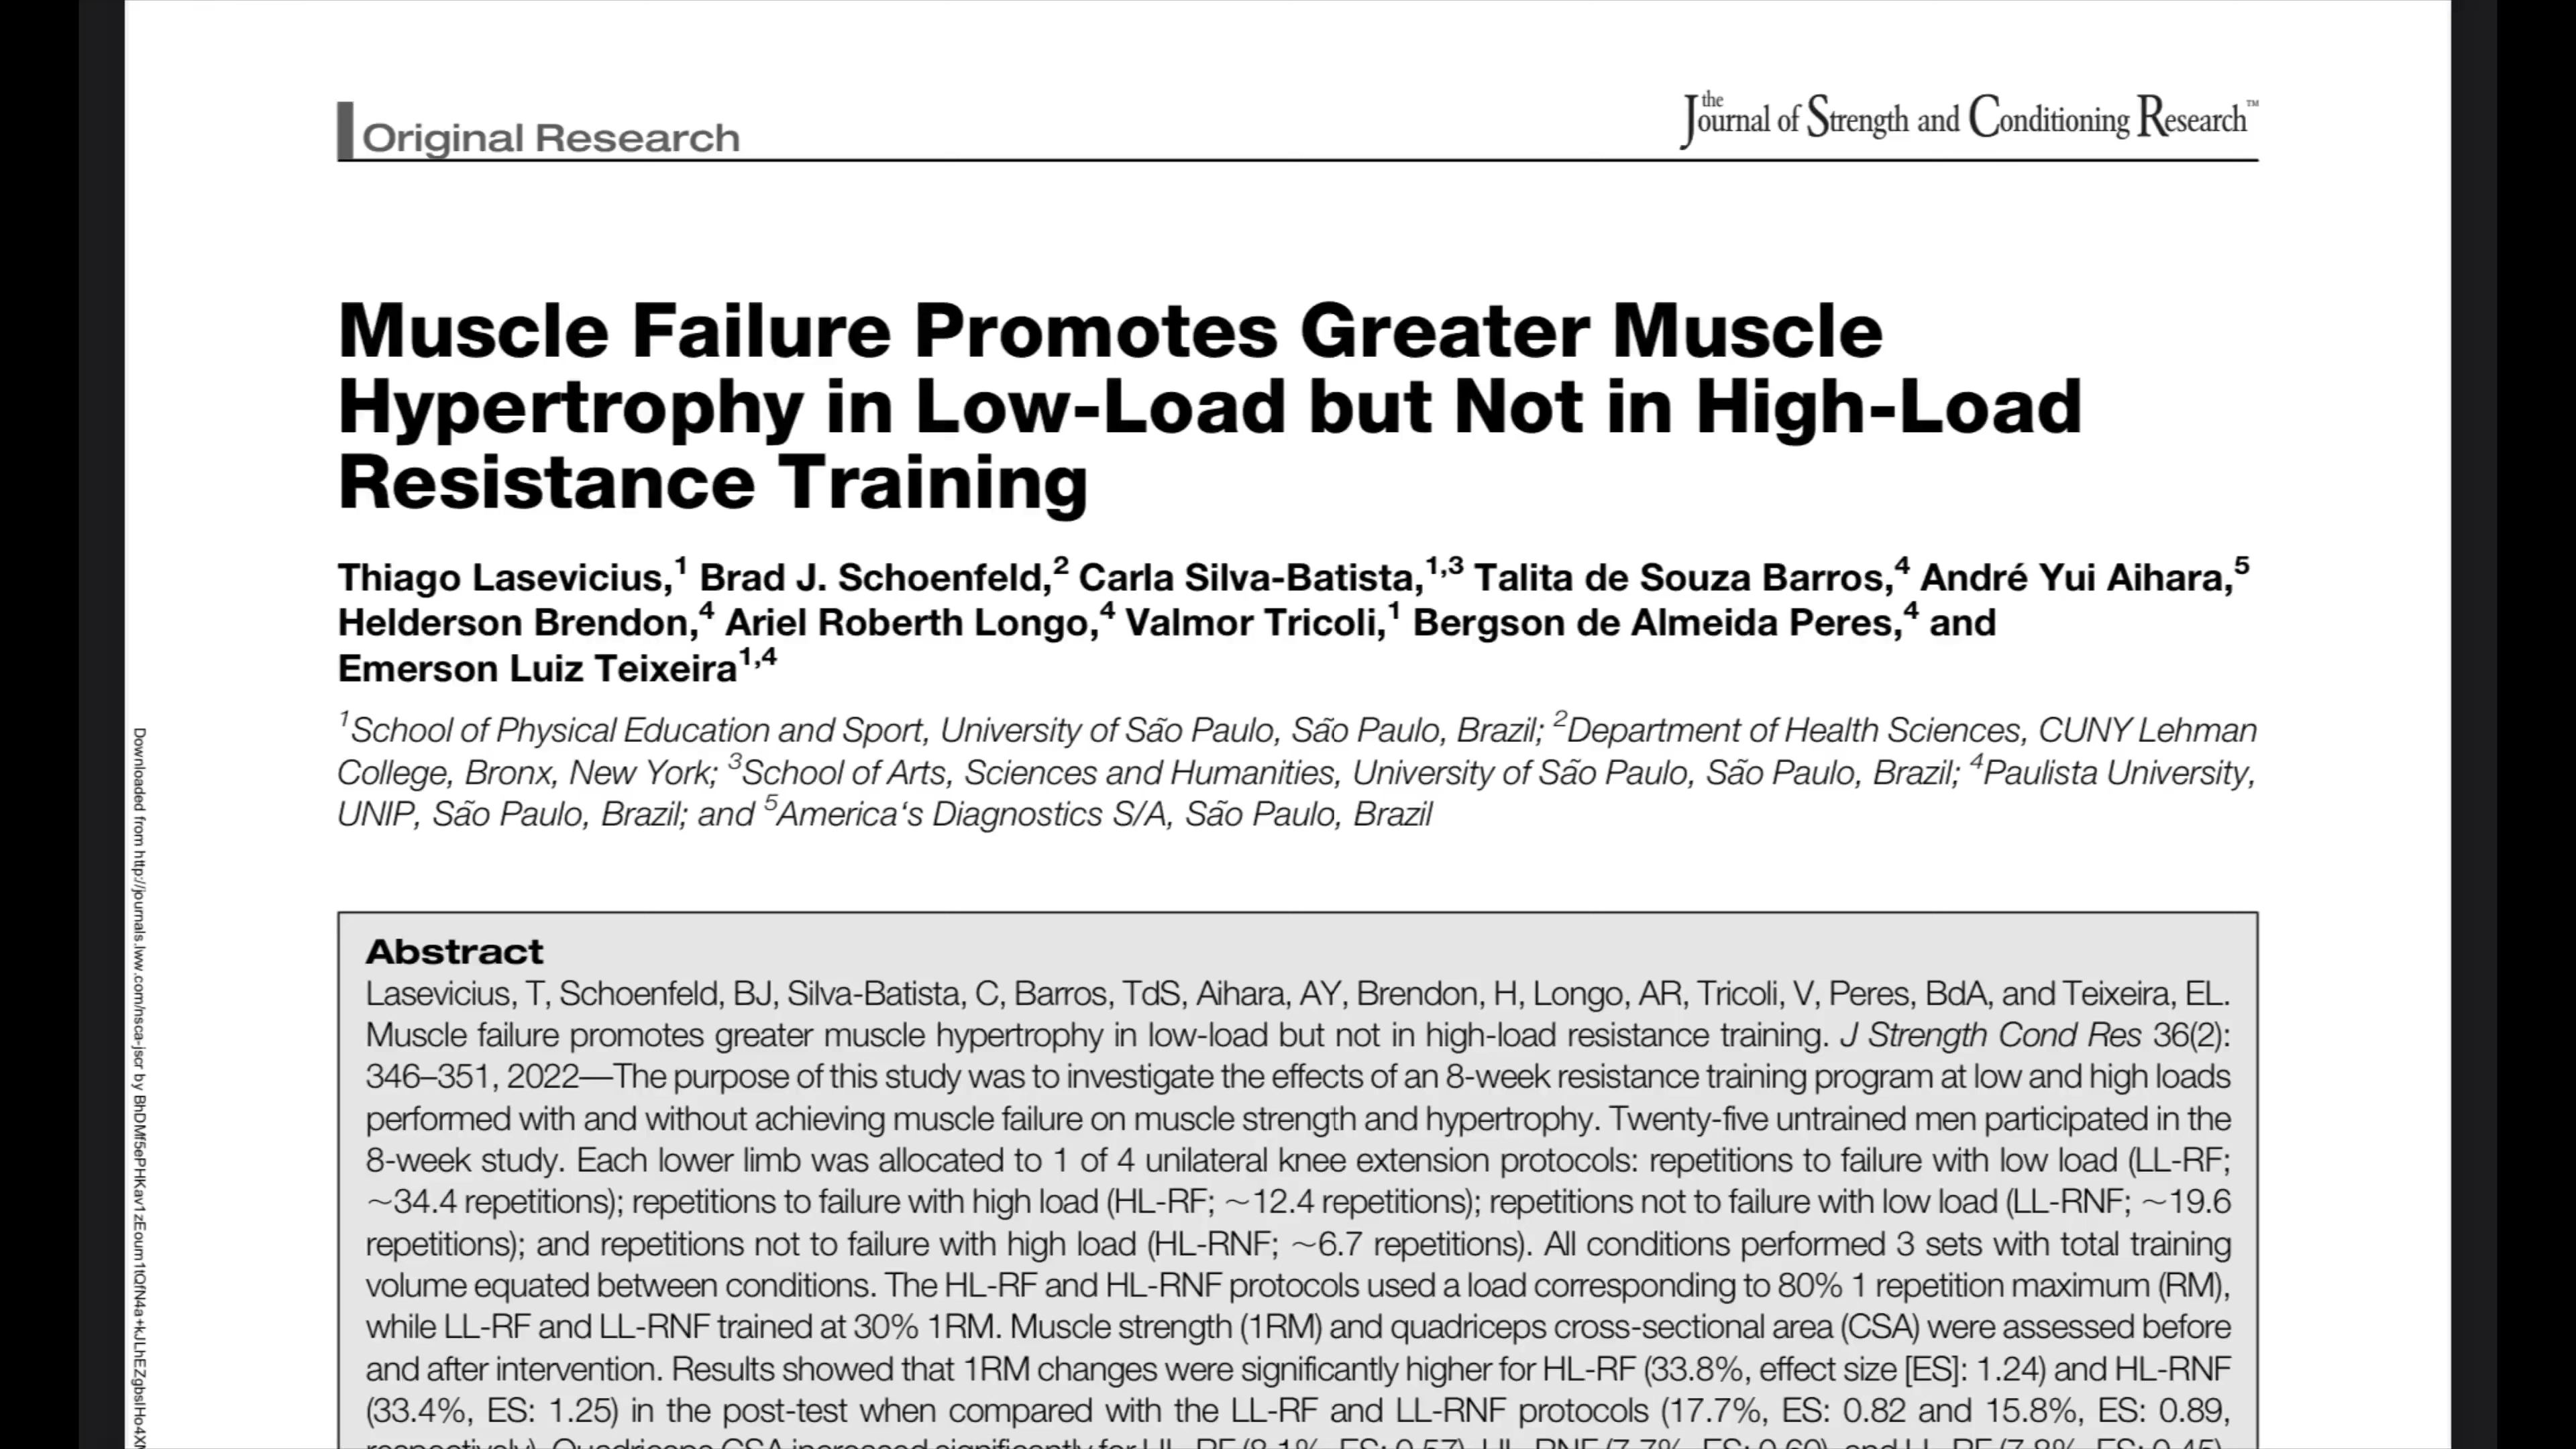 Original Research
the Journal of Strength and Conditioning Research™
Muscle Failure Promotes Greater Muscle
Hypertrophy in Low-Load but Not in High-Load
Resistance Training
Thiago Lasevicius,1 Brad J. Schoenfeld,2 Carla Silva-Batista,1,3 Talita de Souza Barros,4 André Yui Aihara,5
Helderson Brendon,4 Ariel Roberth Longo,4 Valmor Tricoli,1 Bergson de Almeida Peres,4 and
Emerson Luiz Teixeira1,4
1School of Physical Education and Sport, University of São Paulo, São Paulo, Brazil; 2Department of Health Sciences, CUNY Lehman
College, Bronx, New York; 3School of Arts, Sciences and Humanities, University of São Paulo, São Paulo, Brazil; 4Paulista University,
UNIP, São Paulo, Brazil; and 5America‘s Diagnostics S/A, São Paulo, Brazil
Abstract
Lasevicius, T, Schoenfeld, BJ, Silva-Batista, C, Barros, TdS, Aihara, AY, Brendon, H, Longo, AR, Tricoli, V, Peres, BdA, and Teixeira, EL.
Muscle failure promotes greater muscle hypertrophy in low-load but not in high-load resistance training. J Strength Cond Res 36(2):
346–351, 2022—The purpose of this study was to investigate the effects of an 8-week resistance training program at low and high loads
performed with and without achieving muscle failure on muscle strength and hypertrophy. Twenty-five untrained men participated in the
8-week study. Each lower limb was allocated to 1 of 4 unilateral knee extension protocols: repetitions to failure with low load (LL-RF;
~34.4 repetitions); repetitions to failure with high load (HL-RF; ~12.4 repetitions); repetitions not to failure with low load (LL-RNF; ~19.6
repetitions); and repetitions not to failure with high load (HL-RNF; ~6.7 repetitions). All conditions performed 3 sets with total training
volume equated between conditions. The HL-RF and HL-RNF protocols used a load corresponding to 80% 1 repetition maximum (RM),
while LL-RF and LL-RNF trained at 30% 1RM. Muscle strength (1RM) and quadriceps cross-sectional area (CSA) were assessed before
and after intervention. Results showed that 1RM changes were significantly higher for HL-RF (33.8%, effect size [ES]: 1.24) and HL-RNF
(33.4%, ES: 1.25) in the post-test when compared with the LL-RF and LL-RNF protocols (17.7%, ES: 0.82 and 15.8%, ES: 0.89,
Downloaded from http://journals.lww.com/nsca-jscr by